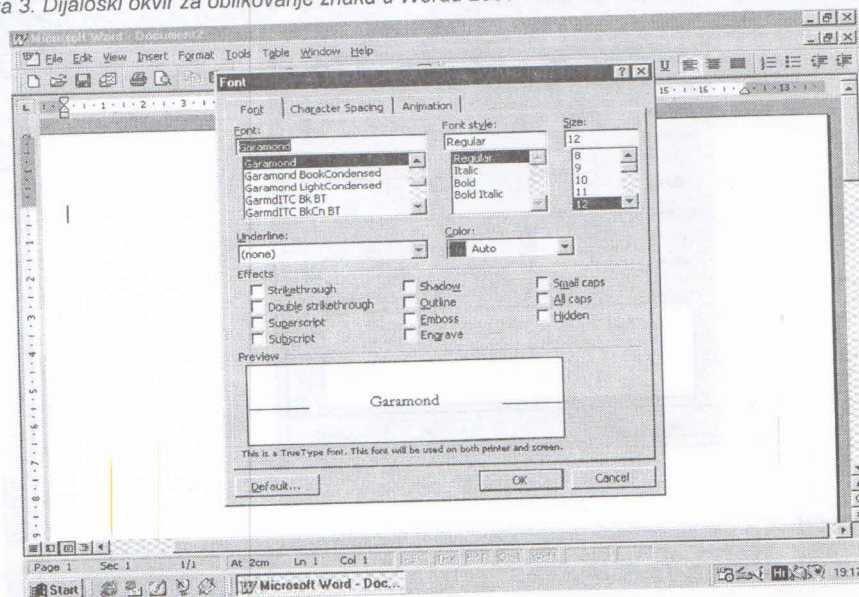 3. Dijaloški okvir za oblikovanje znaka u Wordu
Microsoft Word - Document2
File Edit View Insert Format Tools Table Window Help
Font
Font Character Spacing Animation
Font: Font style: Size:
Garamond Regular 12
Garamond Regular 8
Garamond BookCondensed Italic 9
Garamond LightCondensed Bold 10
GarmdITC Bk BT Bold Italic 11
GarmdITC BkCn BT 12
Underline: Color:
(none) Auto
Effects
Strikethrough Shadow Small caps
Double strikethrough Outline All caps
Superscript Emboss Hidden
Subscript Engrave
Preview
Garamond
This is a TrueType font. This font will be used on both printer and screen.
Default... OK Cancel
Page 1 Sec 1 1/1 At 2cm Ln 1 Col 1
Start Microsoft Word - Doc... Hr 19:12